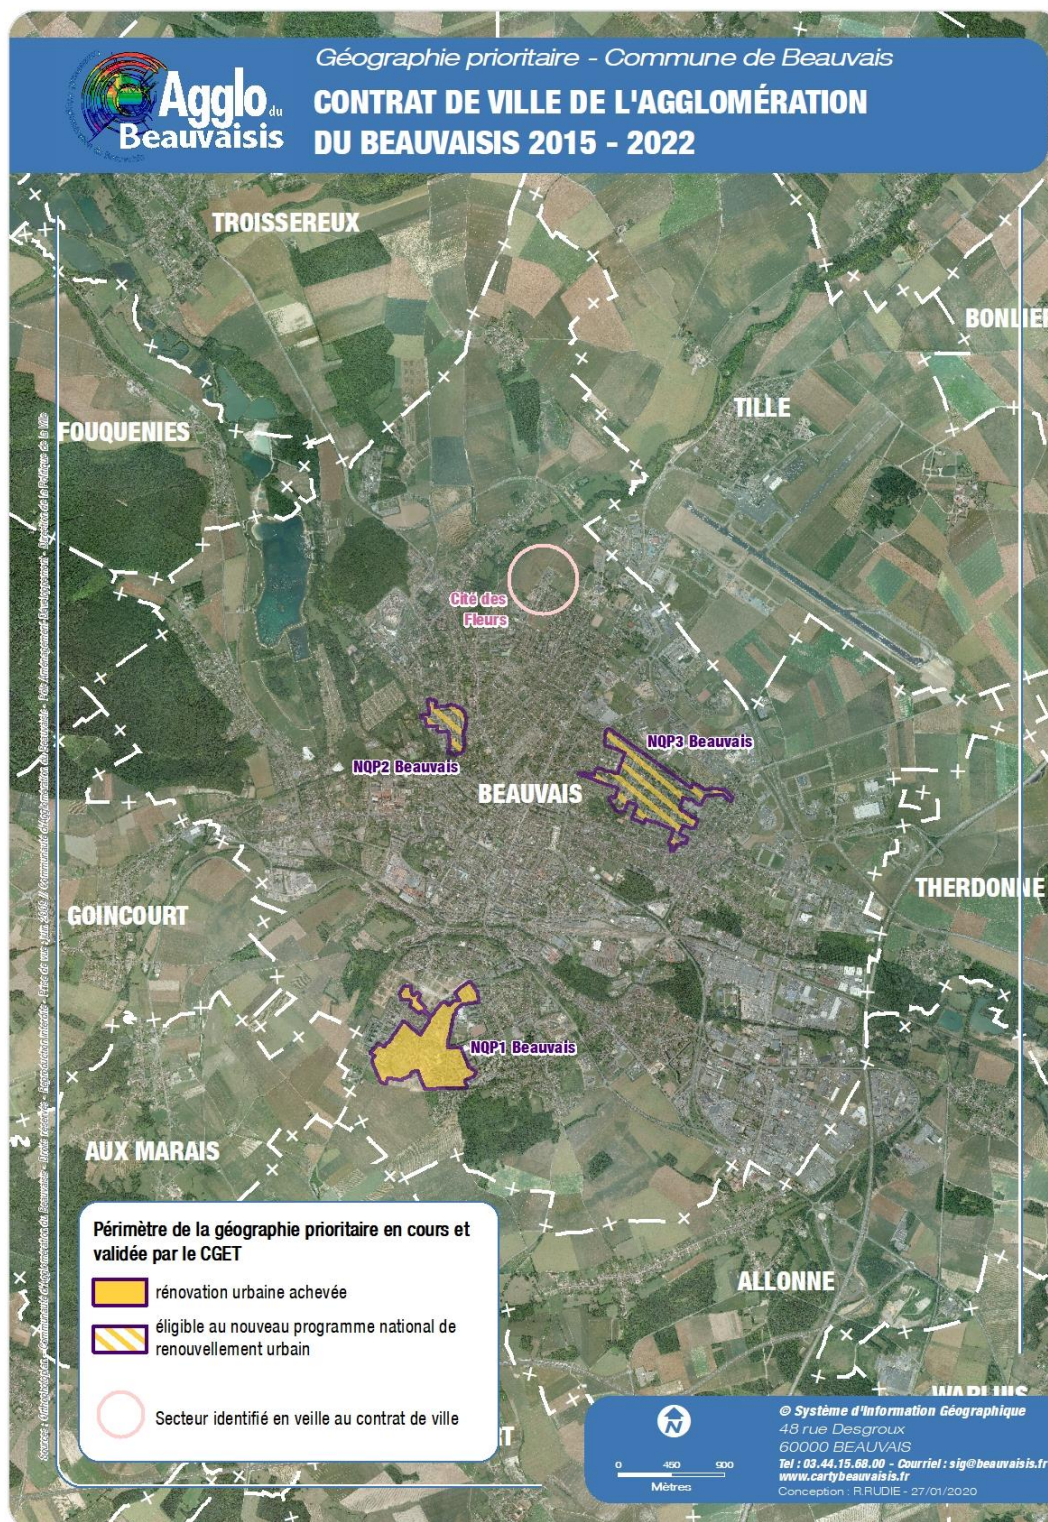 Agglo du
Beauvaisis
Géographie prioritaire - Commune de Beauvais
CONTRAT DE VILLE DE L'AGGLOMÉRATION
DU BEAUVAISIS 2015 - 2022
TROISSEREUX
BONLIER
TILLE
FOUQUENIES
Cité des
Fleurs
NQP2 Beauvais
NQP3 Beauvais
BEAUVAIS
THERDONNE
GOINCOURT
NQP1 Beauvais
AUX MARAIS
ALLONNE
WARLUIS
RT
Périmètre de la géographie prioritaire en cours et
validée par le CGET
rénovation urbaine achevée
éligible au nouveau programme national de
renouvellement urbain
Secteur identifié en veille au contrat de ville
N
0 450 900
Mètres
© Système d'Information Géographique
48 rue Desgroux
60000 BEAUVAIS
Tel : 03.44.15.68.00 - Courriel : sig@beauvaisis.fr
www.cartybeauvaisis.fr
Conception : R.RUDIE - 27/01/2020